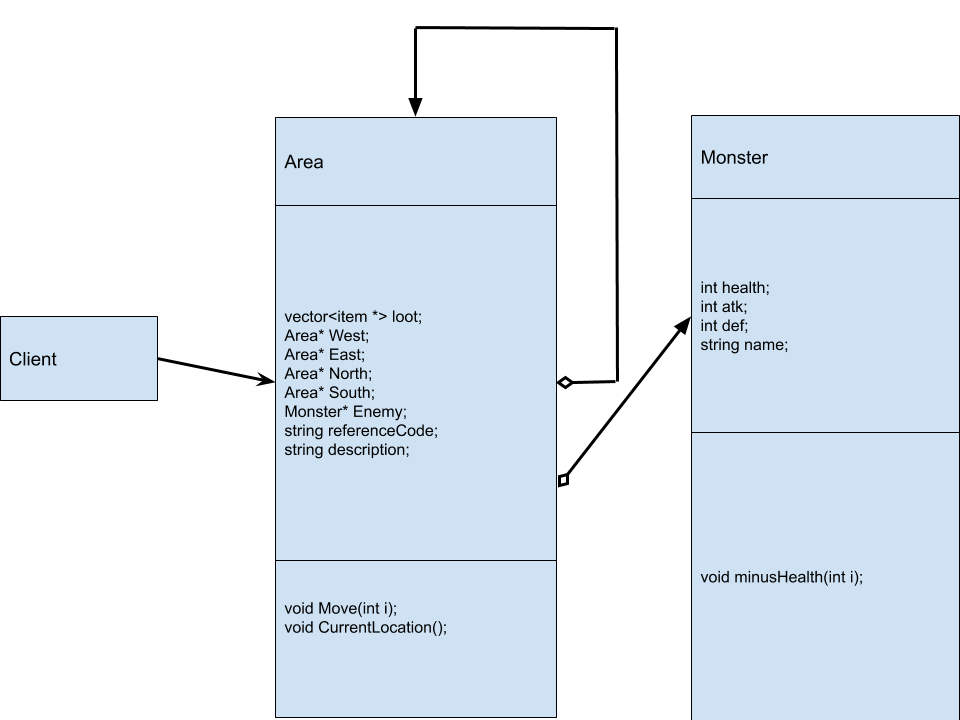 Area
Monster
Client
vector<item *> loot;
Area* West;
Area* East;
Area* North;
Area* South;
Monster* Enemy;
string referenceCode;
string description;
int health;
int atk;
int def;
string name;
void Move(int i);
void CurrentLocation();
void minusHealth(int i);